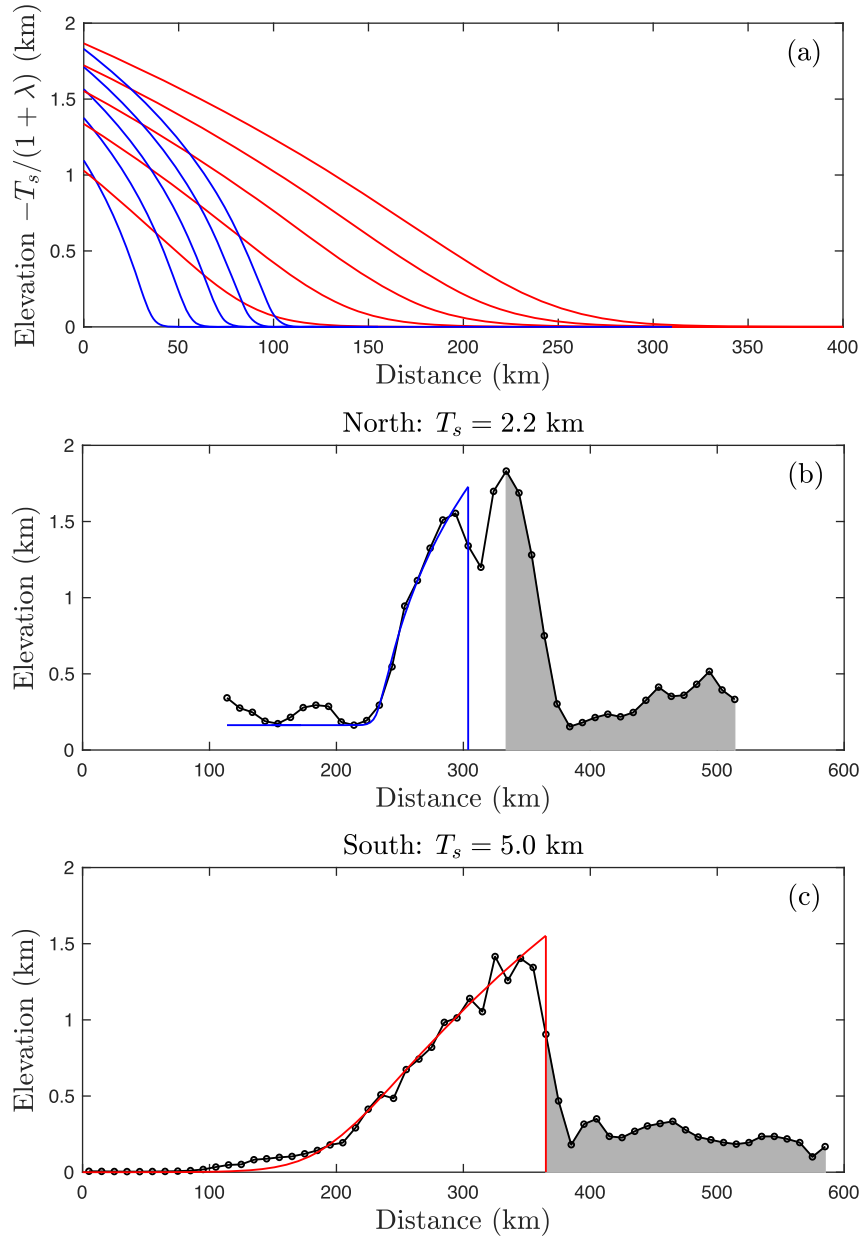 2
1.5
1
0.5
0
Elevation −Tₛ/(1 + λ) (km)
(a)
0 50 100 150 200 250 300 350 400
Distance (km)
North: Tₛ = 2.2 km
2
1.5
1
0.5
0
Elevation (km)
(b)
0 100 200 300 400 500 600
Distance (km)
South: Tₛ = 5.0 km
2
1.5
1
0.5
0
Elevation (km)
(c)
0 100 200 300 400 500 600
Distance (km)